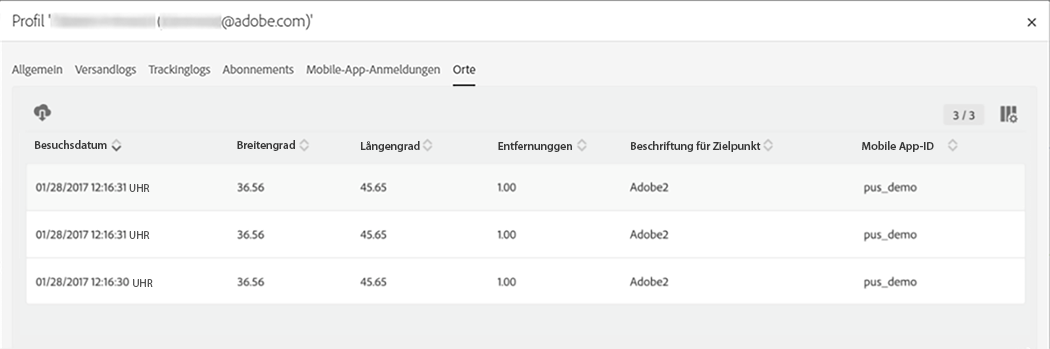 Profil ' ( @adobe.com)'
Allgemein Versandlogs Trackinglogs Abonnements Mobile-App-Anmeldungen Orte
3 / 3
Besuchsdatum Breitengrad Långengrad Entfernunggen Beschriftung für Zielpunkt Mobile App-ID
01/28/2017 12:16:31 UHR 36.56 45.65 1.00 Adobe2 pus_demo
01/28/2017 12:16:31 UHR 36.56 45.65 1.00 Adobe2 pus_demo
01/28/2017 12:16:30 UHR 36.56 45.65 1.00 Adobe2 pus_demo